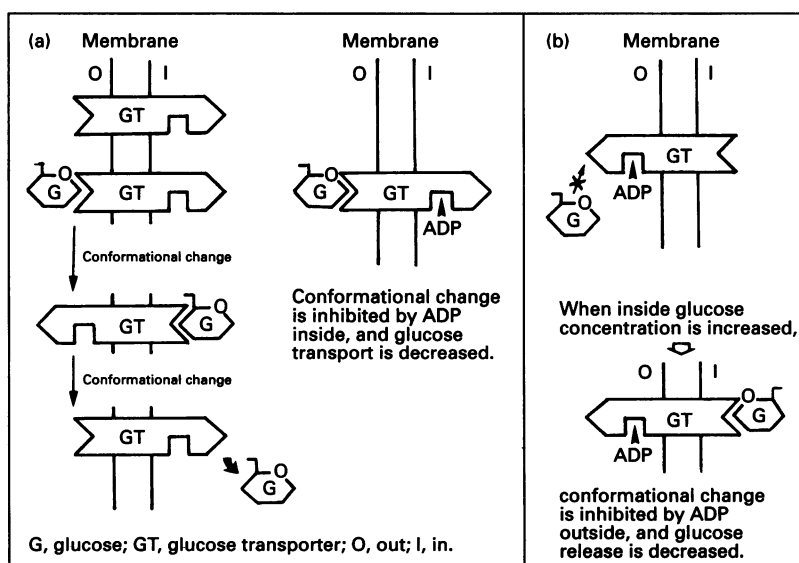 (a)
Membrane
O I
GT
G O
GT
Conformational change
GT
O
G
Conformational change
GT
O
G
Membrane
O I
O
G
GT
ADP
Conformational change
is inhibited by ADP
inside, and glucose
transport is decreased.
G, glucose; GT, glucose transporter; O, out; I, in.
(b)
Membrane
O I
GT
ADP
O
G
When inside glucose
concentration is increased,
O I
GT
O
G
ADP
conformational change
is inhibited by ADP
outside, and glucose
release is decreased.